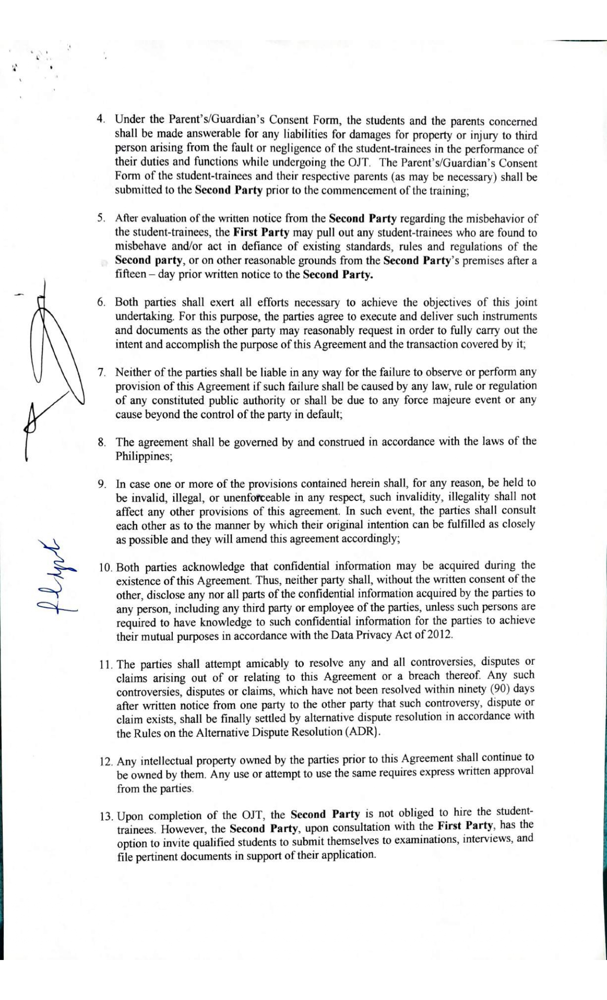 4. Under the Parent's/Guardian's Consent Form, the students and the parents concerned
shall be made answerable for any liabilities for damages for property or injury to third
person arising from the fault or negligence of the student-trainees in the performance of
their duties and functions while undergoing the OJT. The Parent's/Guardian's Consent
Form of the student-trainees and their respective parents (as may be necessary) shall be
submitted to the Second Party prior to the commencement of the training;
5. After evaluation of the written notice from the Second Party regarding the misbehavior of
the student-trainees, the First Party may pull out any student-trainees who are found to
misbehave and/or act in defiance of existing standards, rules and regulations of the
Second party, or on other reasonable grounds from the Second Party's premises after a
fifteen – day prior written notice to the Second Party.
6. Both parties shall exert all efforts necessary to achieve the objectives of this joint
undertaking. For this purpose, the parties agree to execute and deliver such instruments
and documents as the other party may reasonably request in order to fully carry out the
intent and accomplish the purpose of this Agreement and the transaction covered by it;
7. Neither of the parties shall be liable in any way for the failure to observe or perform any
provision of this Agreement if such failure shall be caused by any law, rule or regulation
of any constituted public authority or shall be due to any force majeure event or any
cause beyond the control of the party in default;
8. The agreement shall be governed by and construed in accordance with the laws of the
Philippines;
9. In case one or more of the provisions contained herein shall, for any reason, be held to
be invalid, illegal, or unenforceable in any respect, such invalidity, illegality shall not
affect any other provisions of this agreement. In such event, the parties shall consult
each other as to the manner by which their original intention can be fulfilled as closely
as possible and they will amend this agreement accordingly;
10. Both parties acknowledge that confidential information may be acquired during the
existence of this Agreement. Thus, neither party shall, without the written consent of the
other, disclose any nor all parts of the confidential information acquired by the parties to
any person, including any third party or employee of the parties, unless such persons are
required to have knowledge to such confidential information for the parties to achieve
their mutual purposes in accordance with the Data Privacy Act of 2012.
11. The parties shall attempt amicably to resolve any and all controversies, disputes or
claims arising out of or relating to this Agreement or a breach thereof. Any such
controversies, disputes or claims, which have not been resolved within ninety (90) days
after written notice from one party to the other party that such controversy, dispute or
claim exists, shall be finally settled by alternative dispute resolution in accordance with
the Rules on the Alternative Dispute Resolution (ADR).
12. Any intellectual property owned by the parties prior to this Agreement shall continue to
be owned by them. Any use or attempt to use the same requires express written approval
from the parties.
13. Upon completion of the OJT, the Second Party is not obliged to hire the student-
trainees. However, the Second Party, upon consultation with the First Party, has the
option to invite qualified students to submit themselves to examinations, interviews, and
file pertinent documents in support of their application.